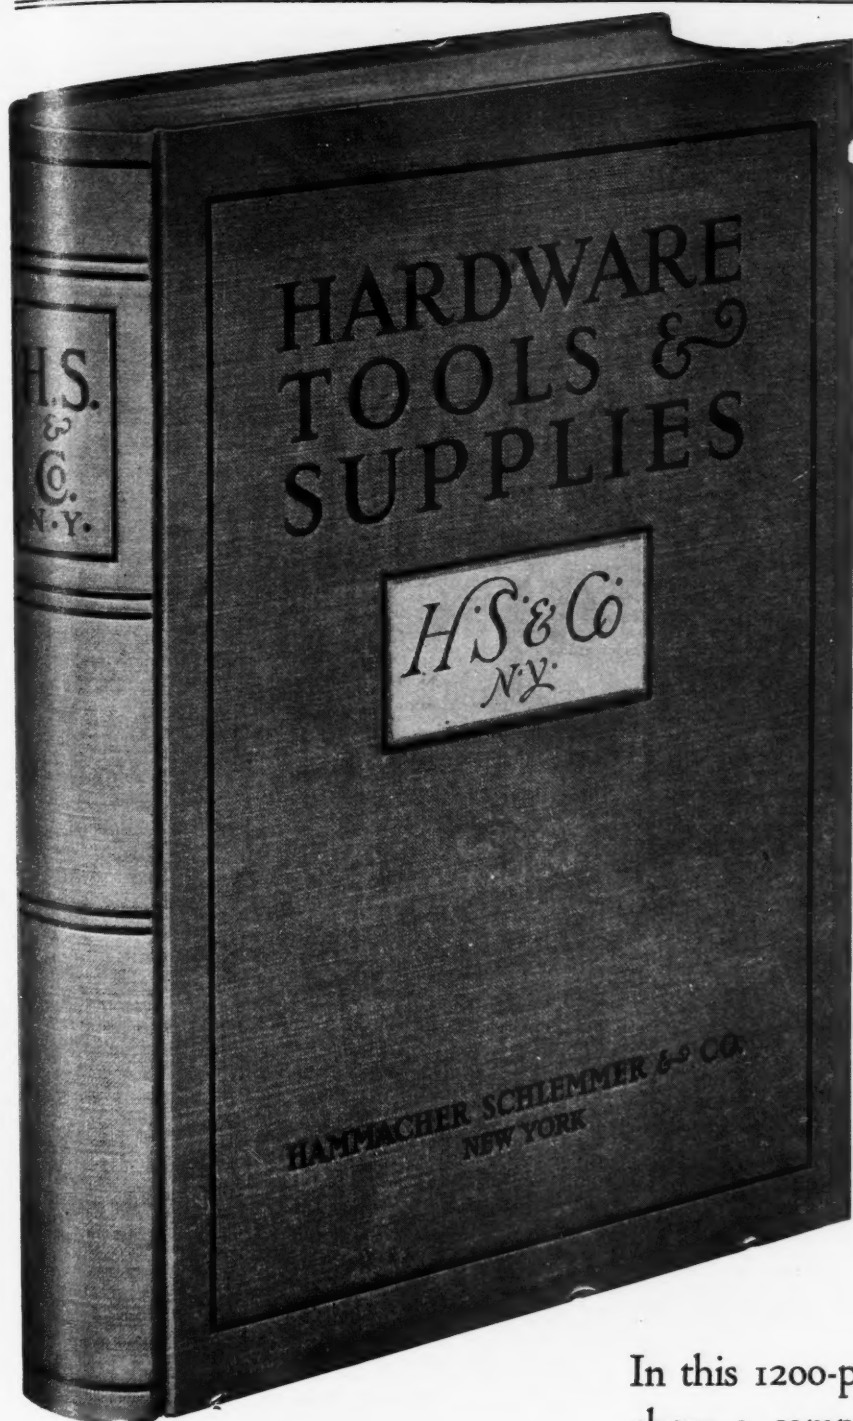 H.S.
&
Co.
N.Y.
HARDWARE
TOOLS &
SUPPLIES
H.S. & Co.
N.Y.
HAMMACHER SCHLEMMER & CO.
NEW YORK
In this 1200-p